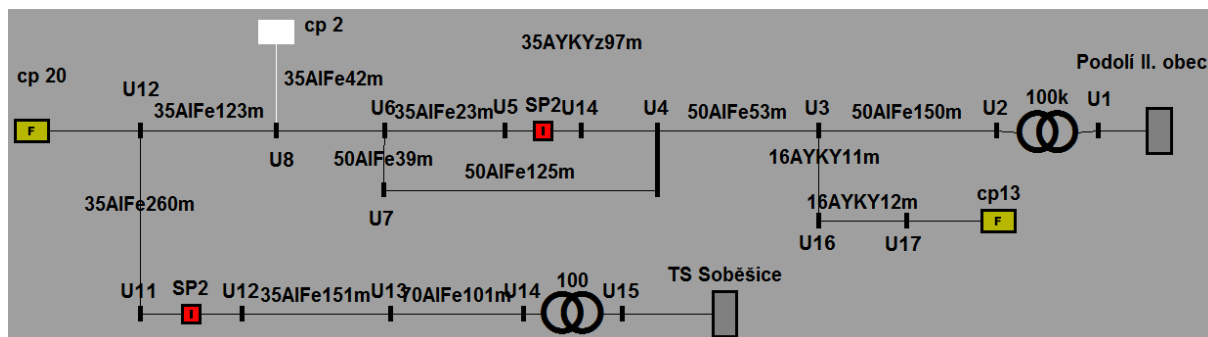 cp 2
35AYKYz97m
Podolí II. obec
cp 20
U12
35AlFe42m
35AlFe123m
U6
35AlFe23m
U5
SP2
U14
U4
50AlFe53m
U3
50AlFe150m
U2
100k
U1
F
I
U8
50AlFe39m
50AlFe125m
16AYKY11m
U7
35AlFe260m
16AYKY12m
cp13
F
U16
U17
TS Soběšice
U11
SP2
U12
35AlFe151m
U13
70AlFe101m
U14
100
U15
I